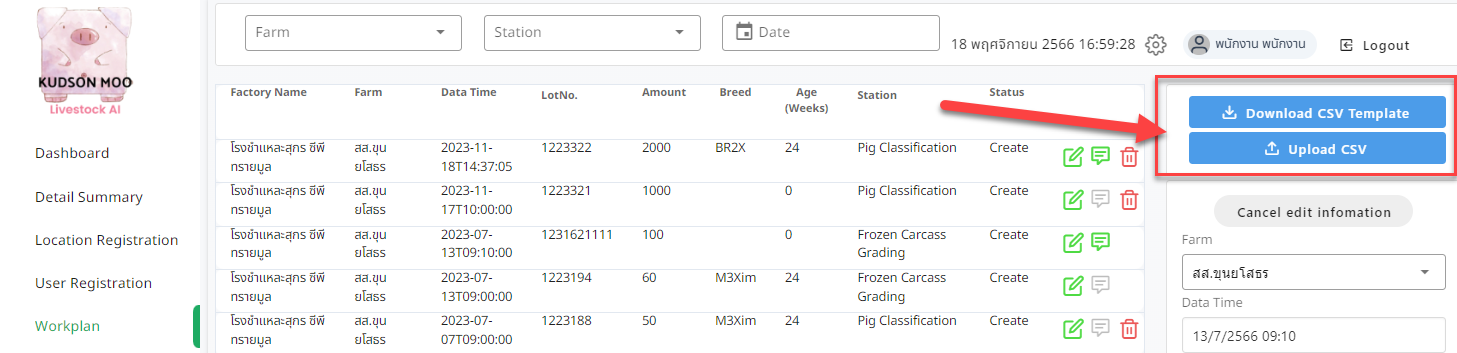 KUDSON MOO
Livestock AI
Dashboard
Detail Summary
Location Registration
User Registration
Workplan
Farm Station Date 18 พฤศจิกายน 2566 16:59:28 พนักงาน พนักงาน Logout
Factory Name Farm Data Time LotNo. Amount Breed Age Station Status
(Weeks)
โรงชำแหละสุกร ซีพี สส.ขุน 2023-11- 1223322 2000 BR2X 24 Pig Classification Create
ทรายมูล ยโสธร 18T14:37:05
โรงชำแหละสุกร ซีพี สส.ขุน 2023-11- 1223321 1000 0 Pig Classification Create
ทรายมูล ยโสธร 17T10:00:00
โรงชำแหละสุกร ซีพี สส.ขุน 2023-07- 1231621111 100 0 Frozen Carcass Create
ทรายมูล ยโสธร 13T09:10:00 Grading
โรงชำแหละสุกร ซีพี สส.ขุน 2023-07- 1223194 60 M3Xim 24 Frozen Carcass Create
ทรายมูล ยโสธร 13T09:00:00 Grading
โรงชำแหละสุกร ซีพี สส.ขุน 2023-07- 1223188 50 M3Xim 24 Pig Classification Create
ทรายมูล ยโสธร 07T09:00:00
Download CSV Template
Upload CSV
Cancel edit infomation
Farm
สส.ขุนยโสธร
Data Time
13/7/2566 09:10